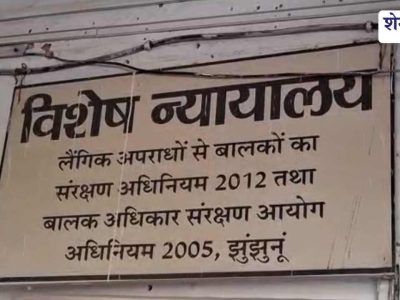 विशेष न्यायालय
लैंगिक अपराधों से बालकों का
संरक्षण अधिनियम 2012 तथा
बालक अधिकार संरक्षण आयोग
अधिनियम 2005, झुंझुनूं